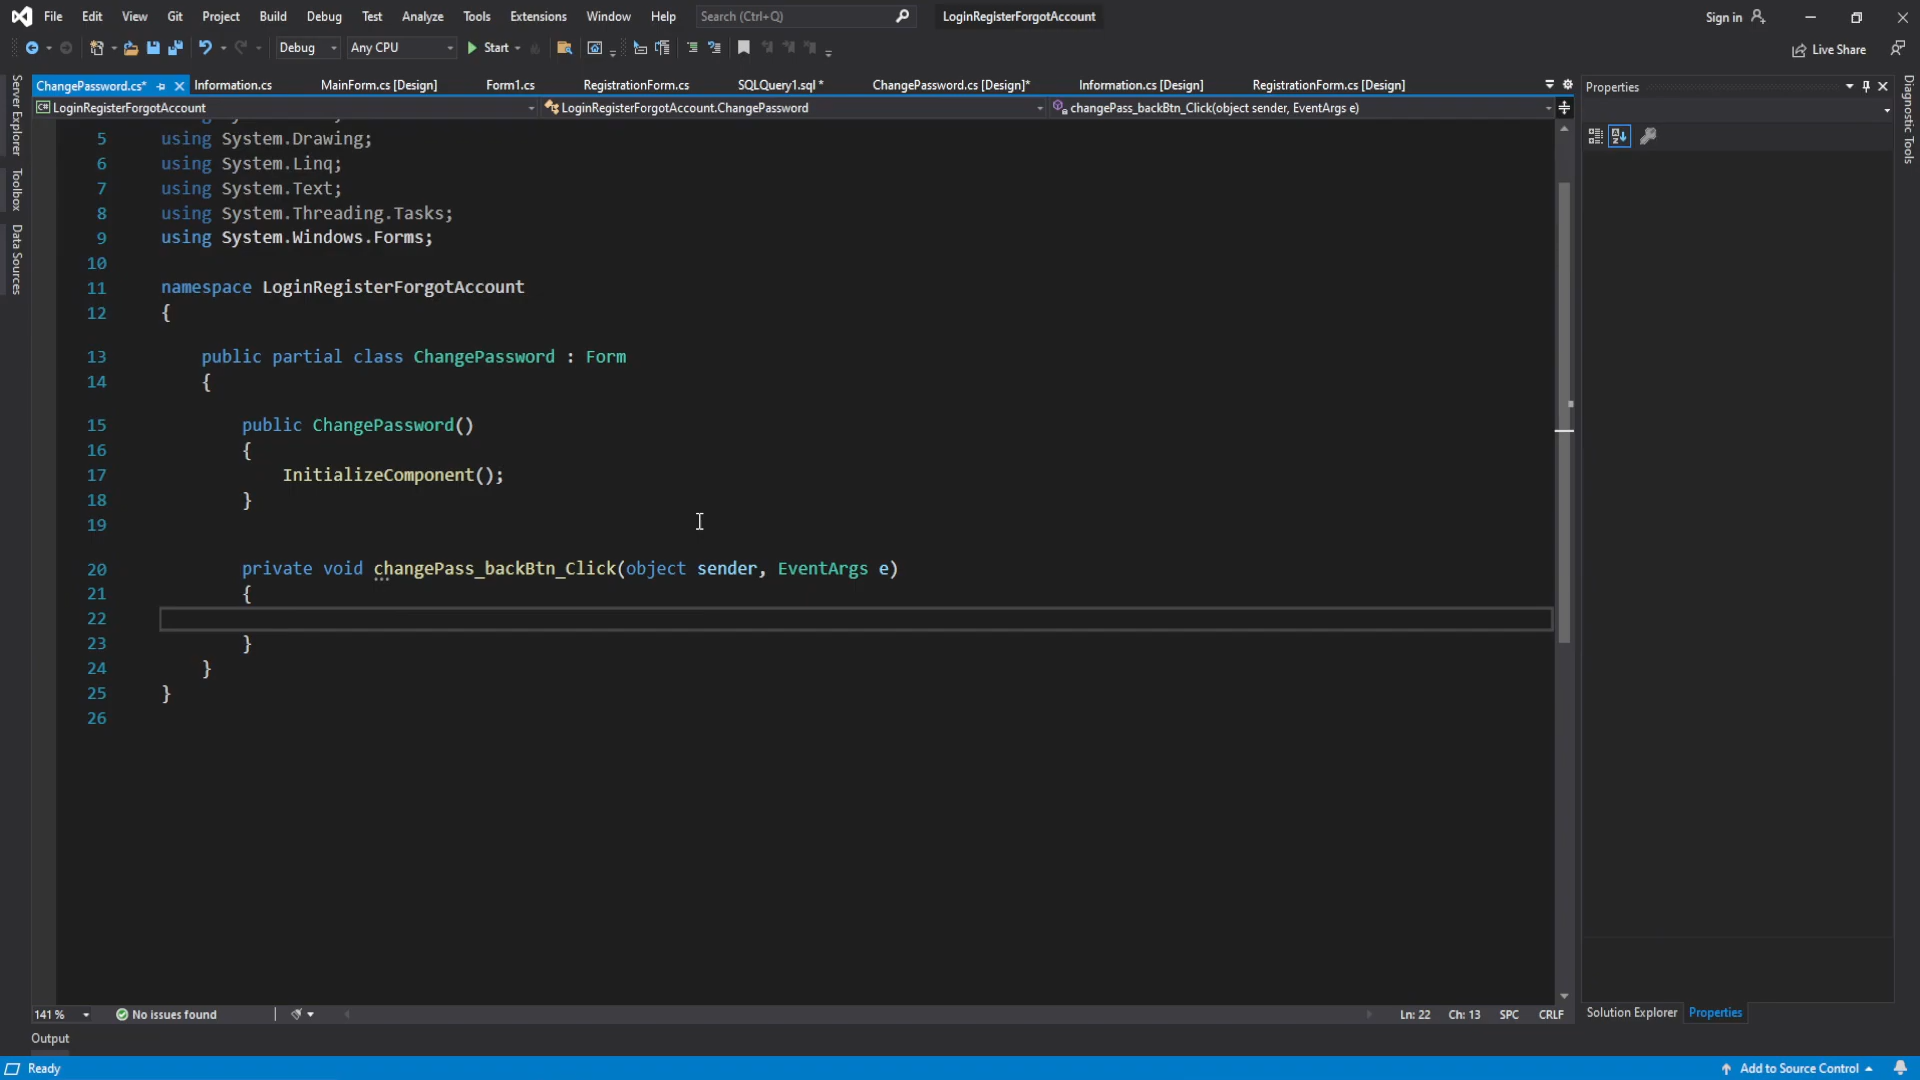 File Edit View Git Project Build Debug Test Analyze Tools Extensions Window Help Search (Ctrl+Q) LoginRegisterForgotAccount Sign in
Debug Any CPU Start Live Share
ChangePassword.cs* Information.cs MainForm.cs [Design] Form1.cs RegistrationForm.cs SQLQuery1.sql * ChangePassword.cs [Design]* Information.cs [Design] RegistrationForm.cs [Design] Properties
C# LoginRegisterForgotAccount LoginRegisterForgotAccount.ChangePassword changePass_backBtn_Click(object sender, EventArgs e)
Server Explorer
Toolbox
Data Sources
5 using System.Drawing;
6 using System.Linq;
7 using System.Text;
8 using System.Threading.Tasks;
9 using System.Windows.Forms;
10
11 namespace LoginRegisterForgotAccount
12 {
13 public partial class ChangePassword : Form
14 {
15 public ChangePassword()
16 {
17 InitializeComponent();
18 }
19
20 private void changePass_backBtn_Click(object sender, EventArgs e)
21 {
22
23 }
24 }
25 }
26
Diagnostic Tools
141 % No issues found Ln: 22 Ch: 13 SPC CRLF Solution Explorer Properties
Output
Ready Add to Source Control